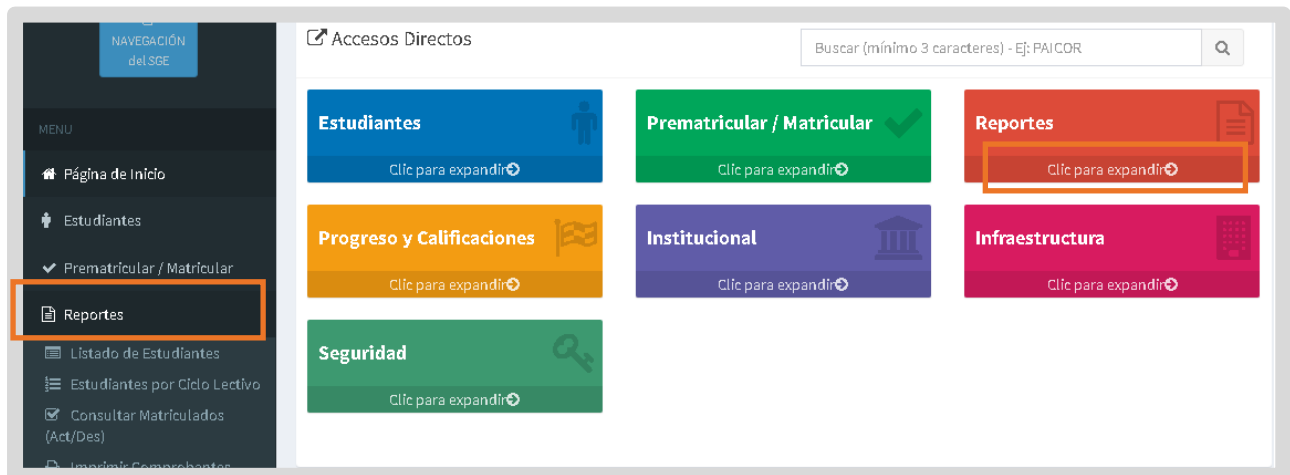 NAVEGACIÓN
del SGE
MENU
Página de Inicio
Estudiantes
Prematricular / Matricular
Reportes
Listado de Estudiantes
Estudiantes por Ciclo Lectivo
Consultar Matriculados
(Act/Des)
Imprimir Comprobantes
Accesos Directos
Buscar (mínimo 3 caracteres) - Ej: PAICOR
Estudiantes
Clic para expandir
Prematricular / Matricular
Clic para expandir
Reportes
Clic para expandir
Progreso y Calificaciones
Clic para expandir
Institucional
Clic para expandir
Infraestructura
Clic para expandir
Seguridad
Clic para expandir